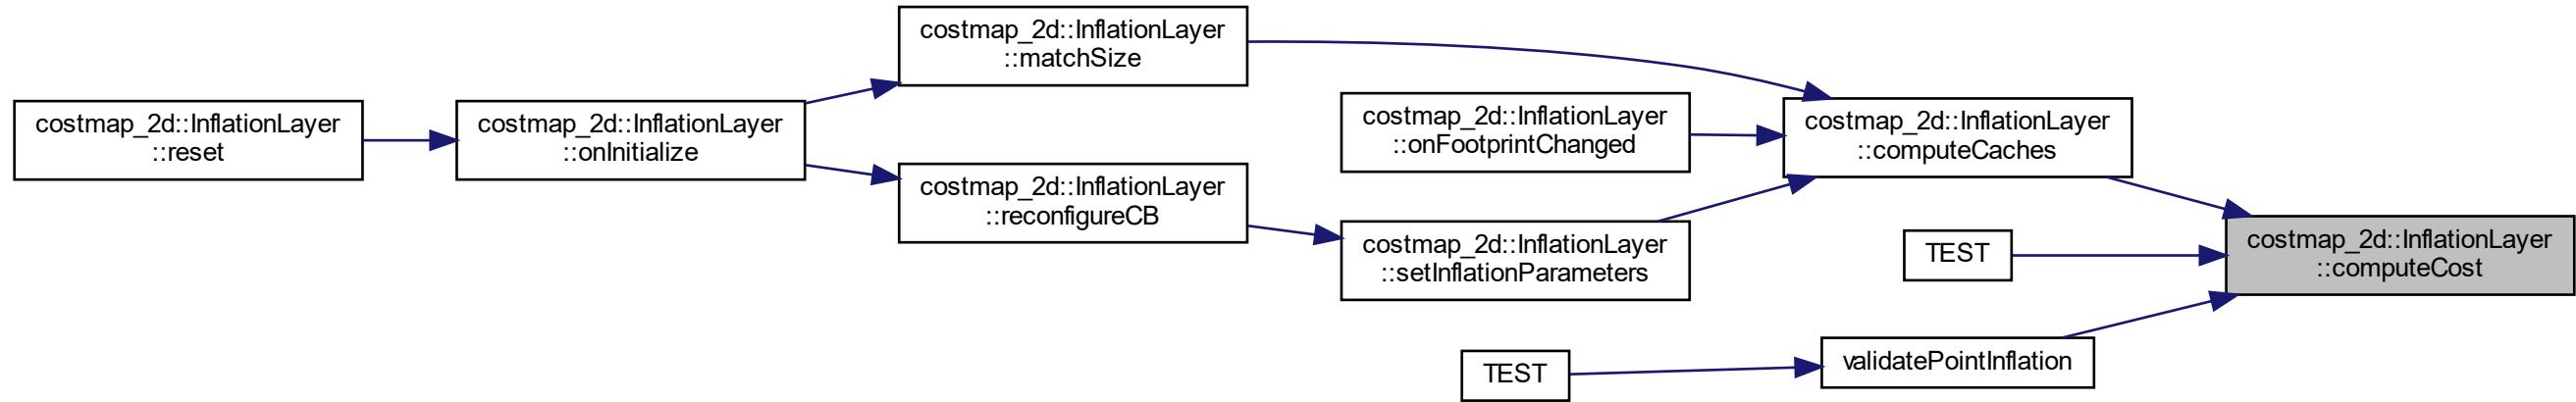 costmap_2d::InflationLayer
::matchSize
costmap_2d::InflationLayer
::reset
costmap_2d::InflationLayer
::onInitialize
costmap_2d::InflationLayer
::onFootprintChanged
costmap_2d::InflationLayer
::computeCaches
costmap_2d::InflationLayer
::reconfigureCB
costmap_2d::InflationLayer
::setInflationParameters
TEST
costmap_2d::InflationLayer
::computeCost
TEST
validatePointInflation